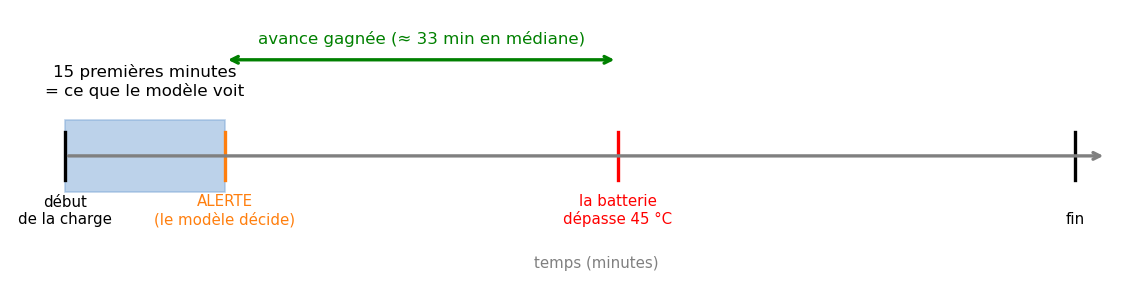 avance gagnée (≈ 33 min en médiane)
15 premières minutes
= ce que le modèle voit
début
de la charge
ALERTE
(le modèle décide)
la batterie
dépasse 45 °C
fin
temps (minutes)